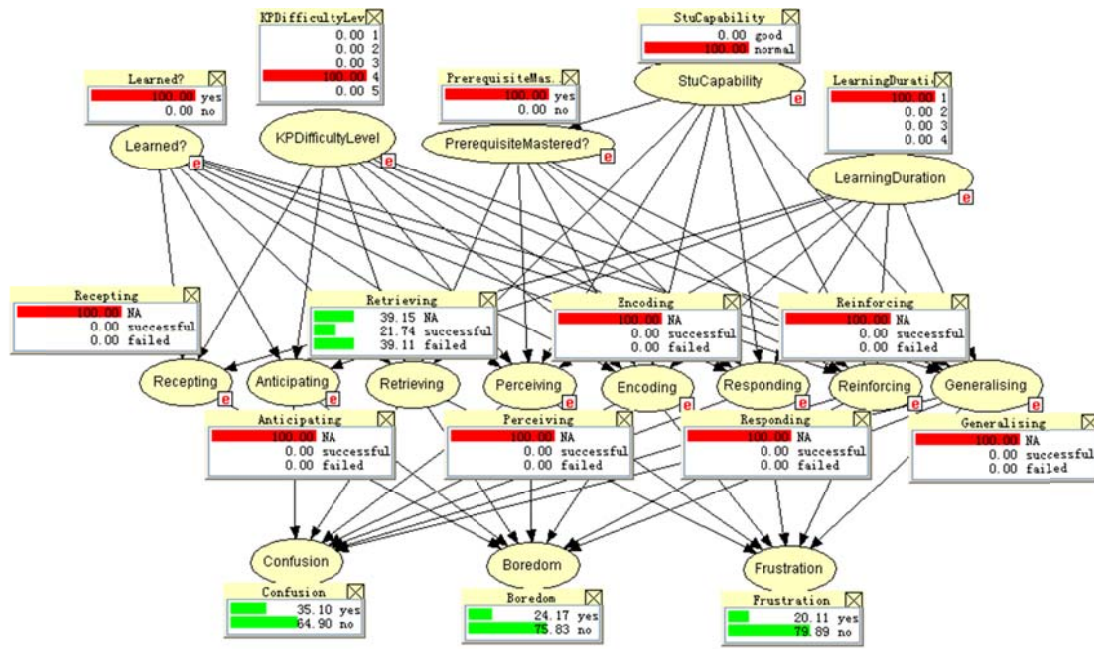 KPDifficultyLev
0.00 1
0.00 2
0.00 3
100.00 4
0.00 5
StuCapability
0.00 good
100.00 normal
StuCapability
e
Learned?
100.00 yes
0.00 no
Learned?
e
KPDifficultyLevel
e
PrerequisiteMas...
100.00 yes
0.00 no
PrerequisiteMastered?
e
LearningDuratio
100.00 1
0.00 2
0.00 3
0.00 4
LearningDuration
e
Recepting
100.00 NA
0.00 successful
0.00 failed
Retrieving
39.15 NA
21.74 successful
39.11 failed
Encoding
100.00 NA
0.00 successful
0.00 failed
Reinforcing
100.00 NA
0.00 successful
0.00 failed
Recepting
e
Anticipating
e
Retrieving
Perceiving
e
Encoding
e
Responding
e
Reinforcing
e
Generalising
e
Anticipating
100.00 NA
0.00 successful
0.00 failed
Perceiving
100.00 NA
0.00 successful
0.00 failed
Responding
100.00 NA
0.00 successful
0.00 failed
Generalising
100.00 NA
0.00 successful
0.00 failed
Confusion
Boredom
Frustration
Confusion
35.10 yes
64.90 no
Boredom
24.17 yes
75.83 no
Frustration
20.11 yes
79.89 no